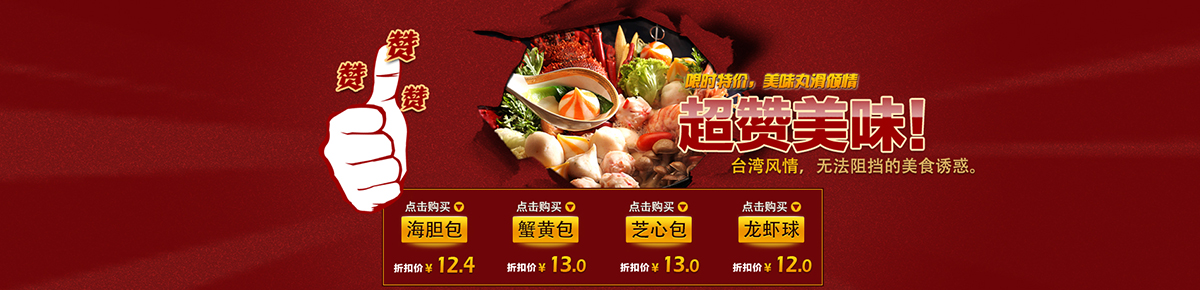 赞
赞
赞
限时特价，美味丸滑倾情
超赞美味！
台湾风情，无法阻挡的美食诱惑。
点击购买
海胆包
折扣价￥12.4
点击购买
蟹黄包
折扣价￥13.0
点击购买
芝心包
折扣价￥13.0
点击购买
龙虾球
折扣价￥12.0